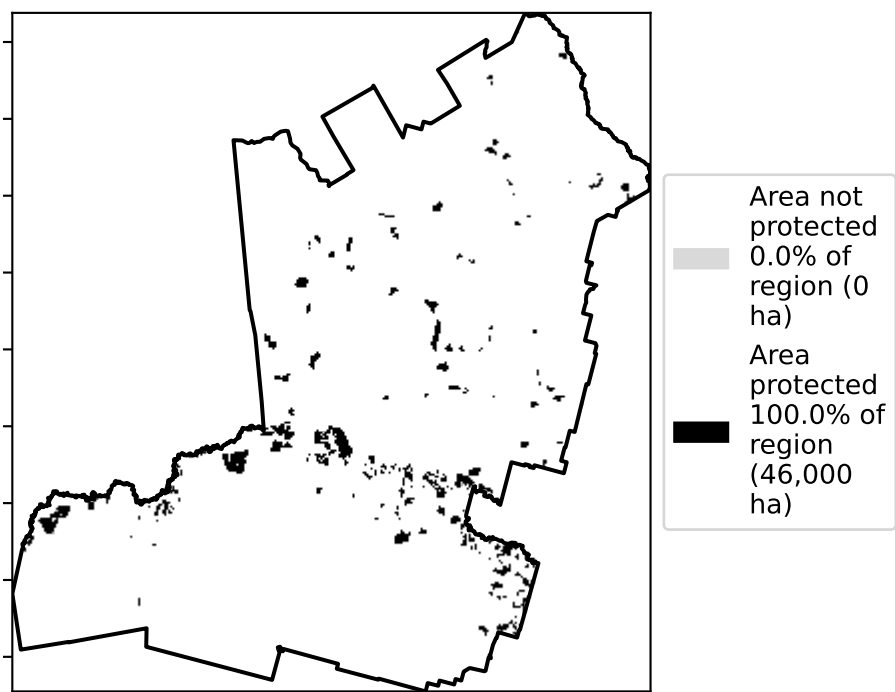 Area not
protected
0.0% of
region (0
ha)
Area
protected
100.0% of
region
(46,000
ha)